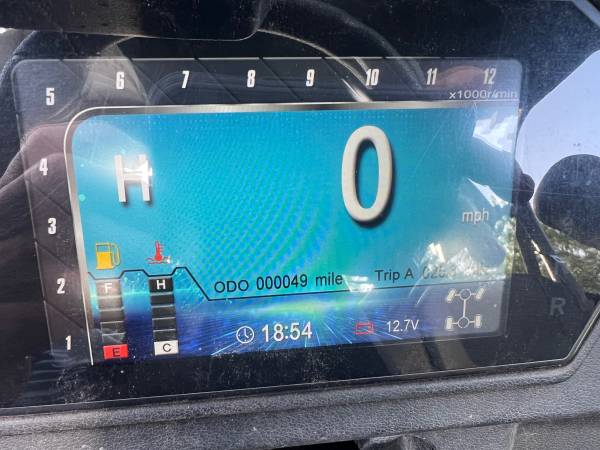 5 6 7 8 9 10 11 12
x1000r/min
4
3
2
1
H 0
mph
F H
ODO 000049 mile Trip A
E C
18:54 12.7V
R